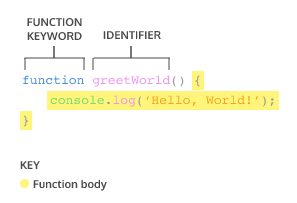 FUNCTION
KEYWORD
IDENTIFIER
function greetWorld() {
console.log(‘Hello, World!’);
}
KEY
Function body